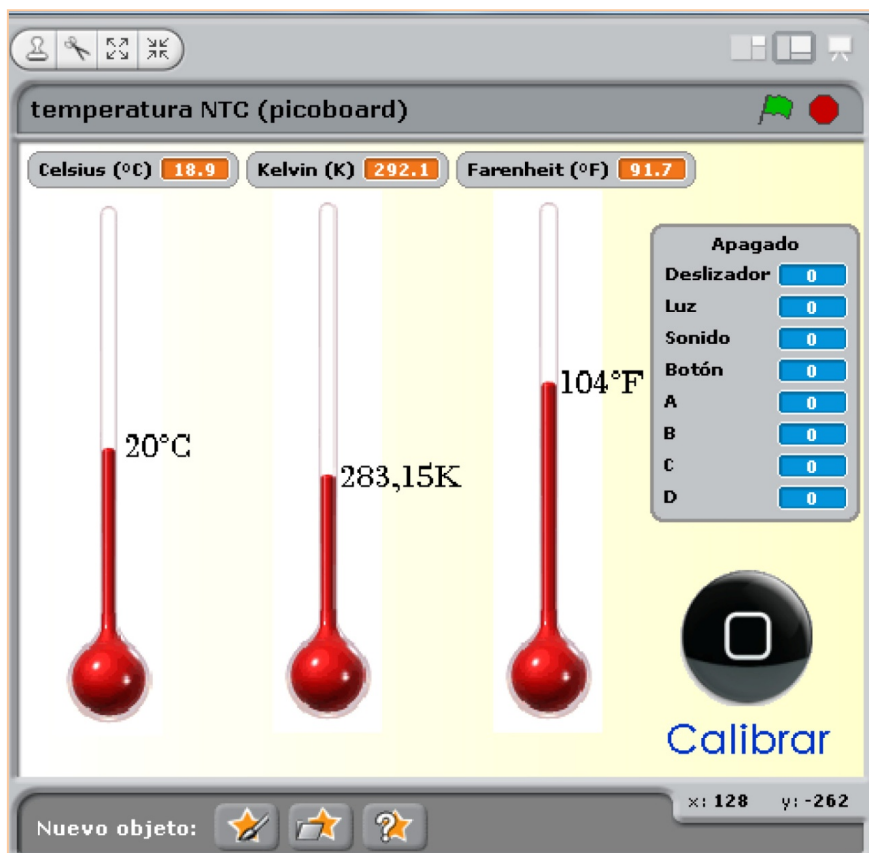 temperatura NTC (picoboard)
Celsius (ºC) 18.9 Kelvin (K) 292.1 Farenheit (ºF) 91.7
Apagado
Deslizador 0
Luz 0
Sonido 0
Botón 0
A 0
B 0
C 0
D 0
104°F
20°C
283,15K
Calibrar
x: 128 y: -262
Nuevo objeto: